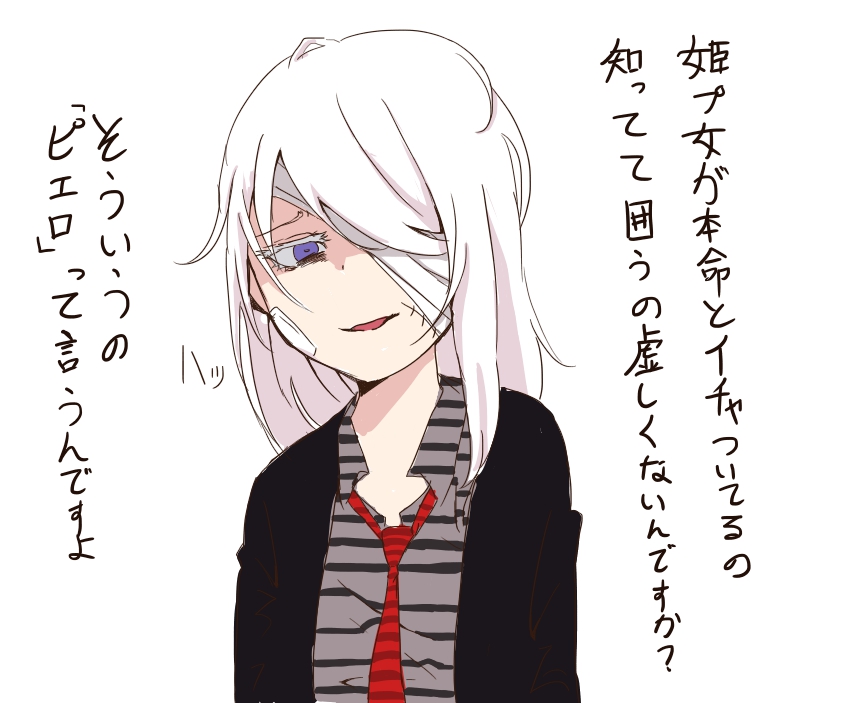 姫プ女が本命とイチャついてるの
知ってて囲うの虚しくないんですか?
ハッ
そういうの
「ピエロ」って言うんですよ